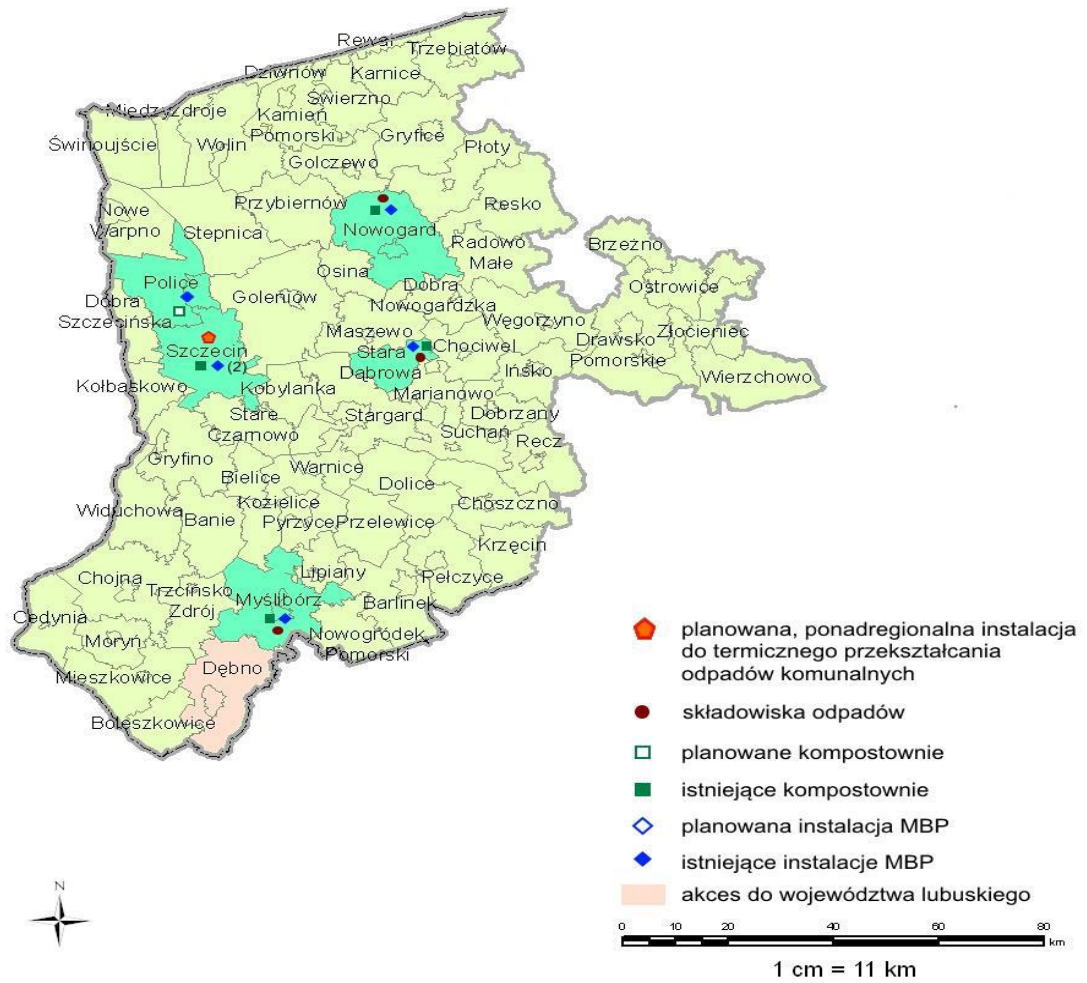 Rewal
Trzebiatów
Dziwnów
Karnice
Świerzno
Międzyzdroje
Kamień
Pomorski
Gryfice
Świnoujście
Wolin
Płoty
Golczewo
Przybiernów
Resko
Nowe
Warpno
Stepnica
Nowogard
Radowo
Małe
Brzeżno
Osina
Police
Dobra
Nowogardzka
Ostrowice
Dobra
Szczecińska
Goleniów
Węgorzyno
Maszewo
Złocieniec
Chociwel
Drawsko
Pomorskie
Szczecin
(2)
Stara
Dąbrowa
Ińsko
Wierzchowo
Kołbaskowo
Kobylanka
Marianowo
Stare
Czarnowo
Stargard
Dobrzany
Suchań
Recz
Gryfino
Warnice
Bielice
Dolice
Kozielice
Choszczno
Widuchowa
Banie
Pyrzyce
Przelewice
Krzęcin
Lipiany
Chojna
Pełczyce
Trzcińsko
Zdrój
Myślibórz
Barlinek
Cedynia
Moryń
Nowogródek
Pomorski
Dębno
Mieszkowice
Boleszkowice
planowana, ponadregionalna instalacja
do termicznego przekształcania
odpadów komunalnych
składowiska odpadów
planowane kompostownie
istniejące kompostownie
planowana instalacja MBP
istniejące instalacje MBP
akces do województwa lubuskiego
N
0 10 20 40 60 80
km
1 cm = 11 km